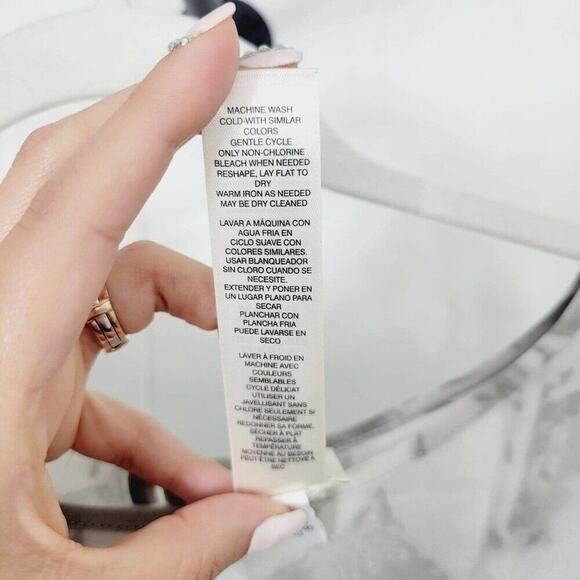 MACHINE WASH
COLD-WITH SIMILAR
COLORS
GENTLE CYCLE
ONLY NON-CHLORINE
BLEACH WHEN NEEDED
RESHAPE, LAY FLAT TO
DRY
WARM IRON AS NEEDED
MAY BE DRY CLEANED
LAVAR A MÁQUINA CON
AGUA FRIA EN
CICLO SUAVE CON
COLORES SIMILARES.
USAR BLANQUEADOR
SIN CLORO CUANDO SE
NECESITE.
EXTENDER Y PONER EN
UN LUGAR PLANO PARA
SECAR
PLANCHAR CON
PLANCHA FRIA
PUEDE LAVARSE EN
SECO
LAVER À FROID EN
MACHINE AVEC
COULEURS
SEMBLABLES
CYCLE DÉLICAT
UTILISER UN
JAVELLISANT SANS
CHLORE SEULEMENT SI
NÉCESSAIRE
REDONNER SA FORME.
SÉCHER À PLAT
REPASSER À
TEMPÉRATURE
MOYENNE AU BESOIN
PEUT ÊTRE NETTOYÉ À
SEC